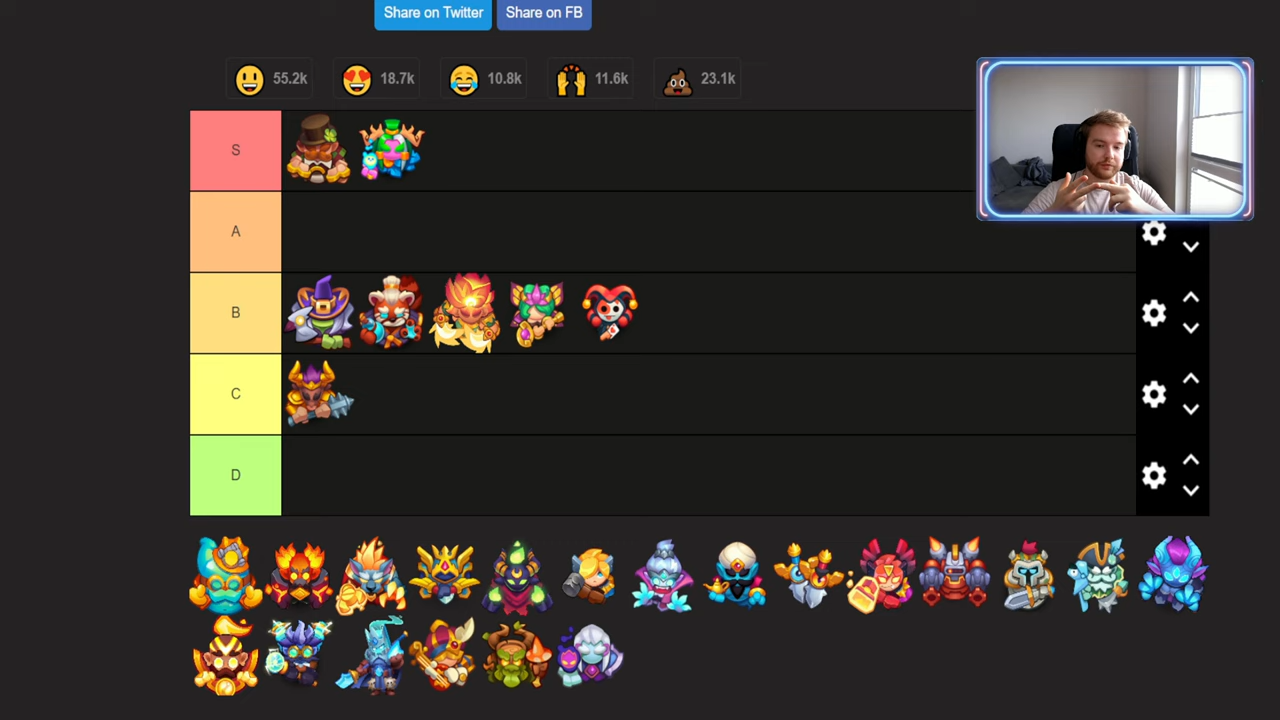 Share on Twitter Share on FB
55.2k 18.7k 10.8k 11.6k 23.1k
S
A
B
C
D